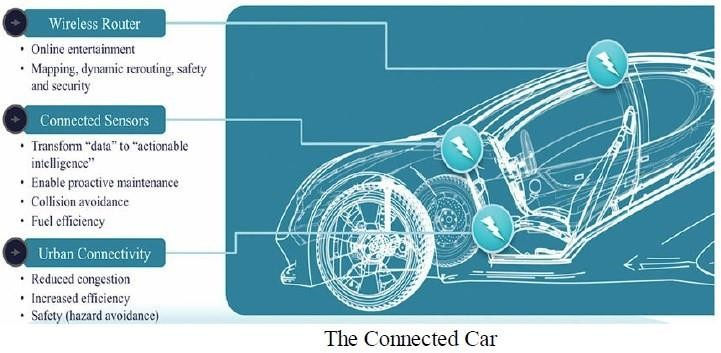 Wireless Router
• Online entertainment
• Mapping, dynamic rerouting, safety
and security
Connected Sensors
• Transform “data” to “actionable
intelligence”
• Enable proactive maintenance
• Collision avoidance
• Fuel efficiency
Urban Connectivity
• Reduced congestion
• Increased efficiency
• Safety (hazard avoidance)
The Connected Car